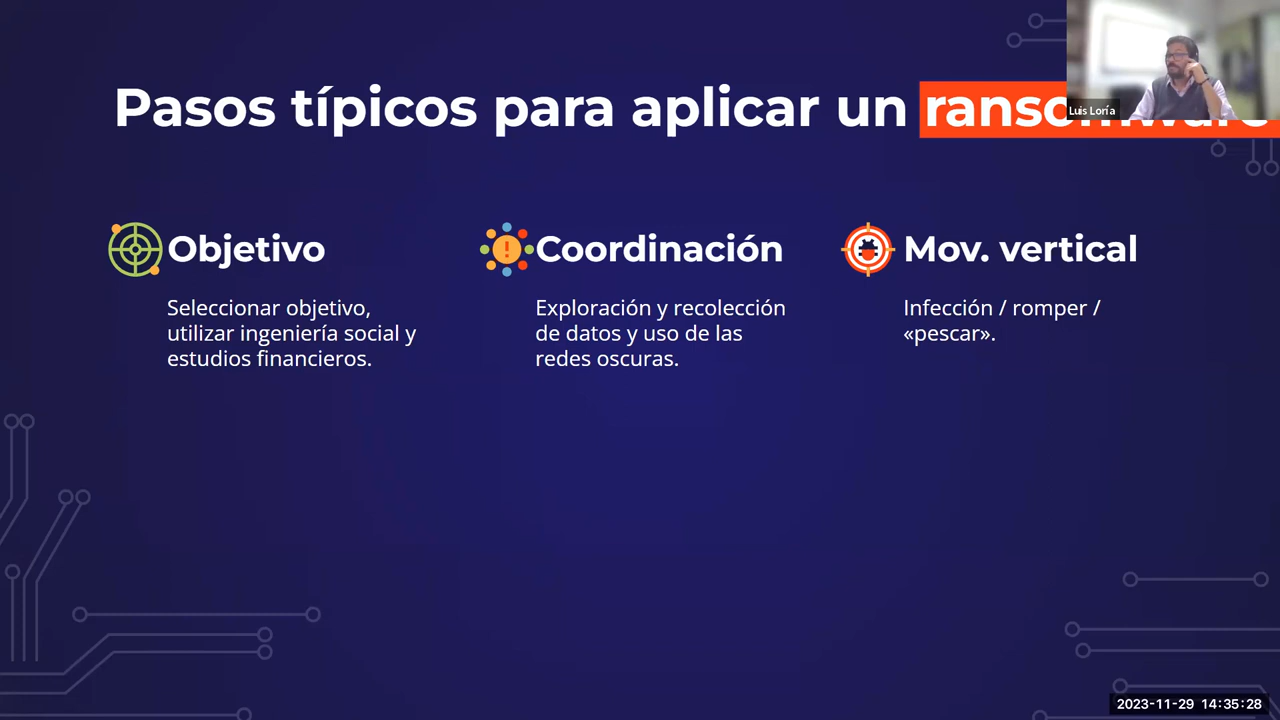 Pasos típicos para aplicar un ransomware
Luis Loría
Objetivo
Seleccionar objetivo,
utilizar ingeniería social y
estudios financieros.
Coordinación
Exploración y recolección
de datos y uso de las
redes oscuras.
Mov. vertical
Infección / romper /
«pescar».
2023-11-29 14:35:28